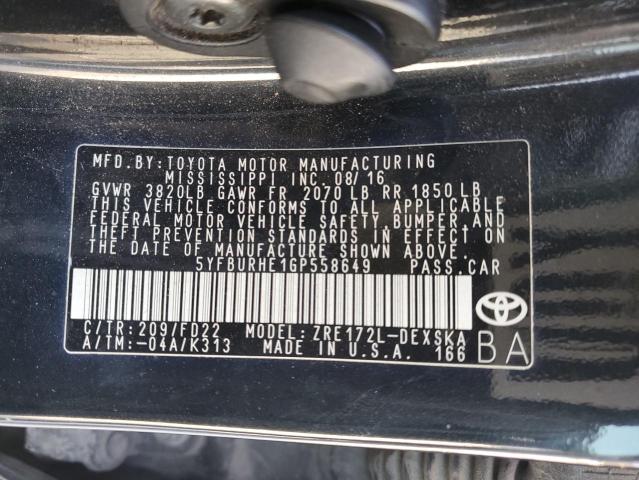 MFD.BY:TOYOTA MOTOR MANUFACTURING
MISSISSIPPI INC. 08/16
GVWR 3820LB GAWR FR 2070 LB RR 1850 LB
THIS VEHICLE CONFORMS TO ALL APPLICABLE
FEDERAL MOTOR VEHICLE SAFETY, BUMPER AND
THEFT PREVENTION STANDARDS IN EFFECT ON
THE DATE OF MANUFACTURE SHOWN ABOVE.
5YFBURHE1GP558649 PASS.CAR
C/TR:209/FD22 MODEL: ZRE172L-DEXSKA
A/TM:-04A/K313 MADE IN U.S.A. 166
BA